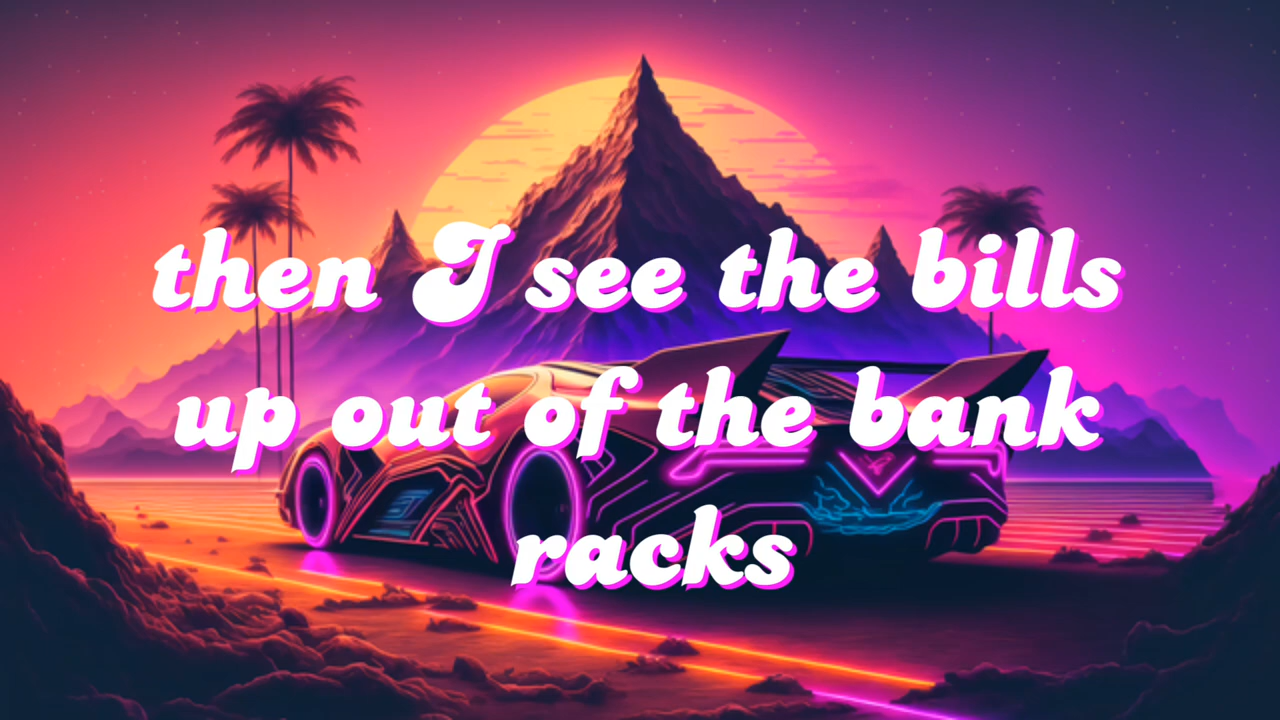 then I see the bills
up out of the bank
racks